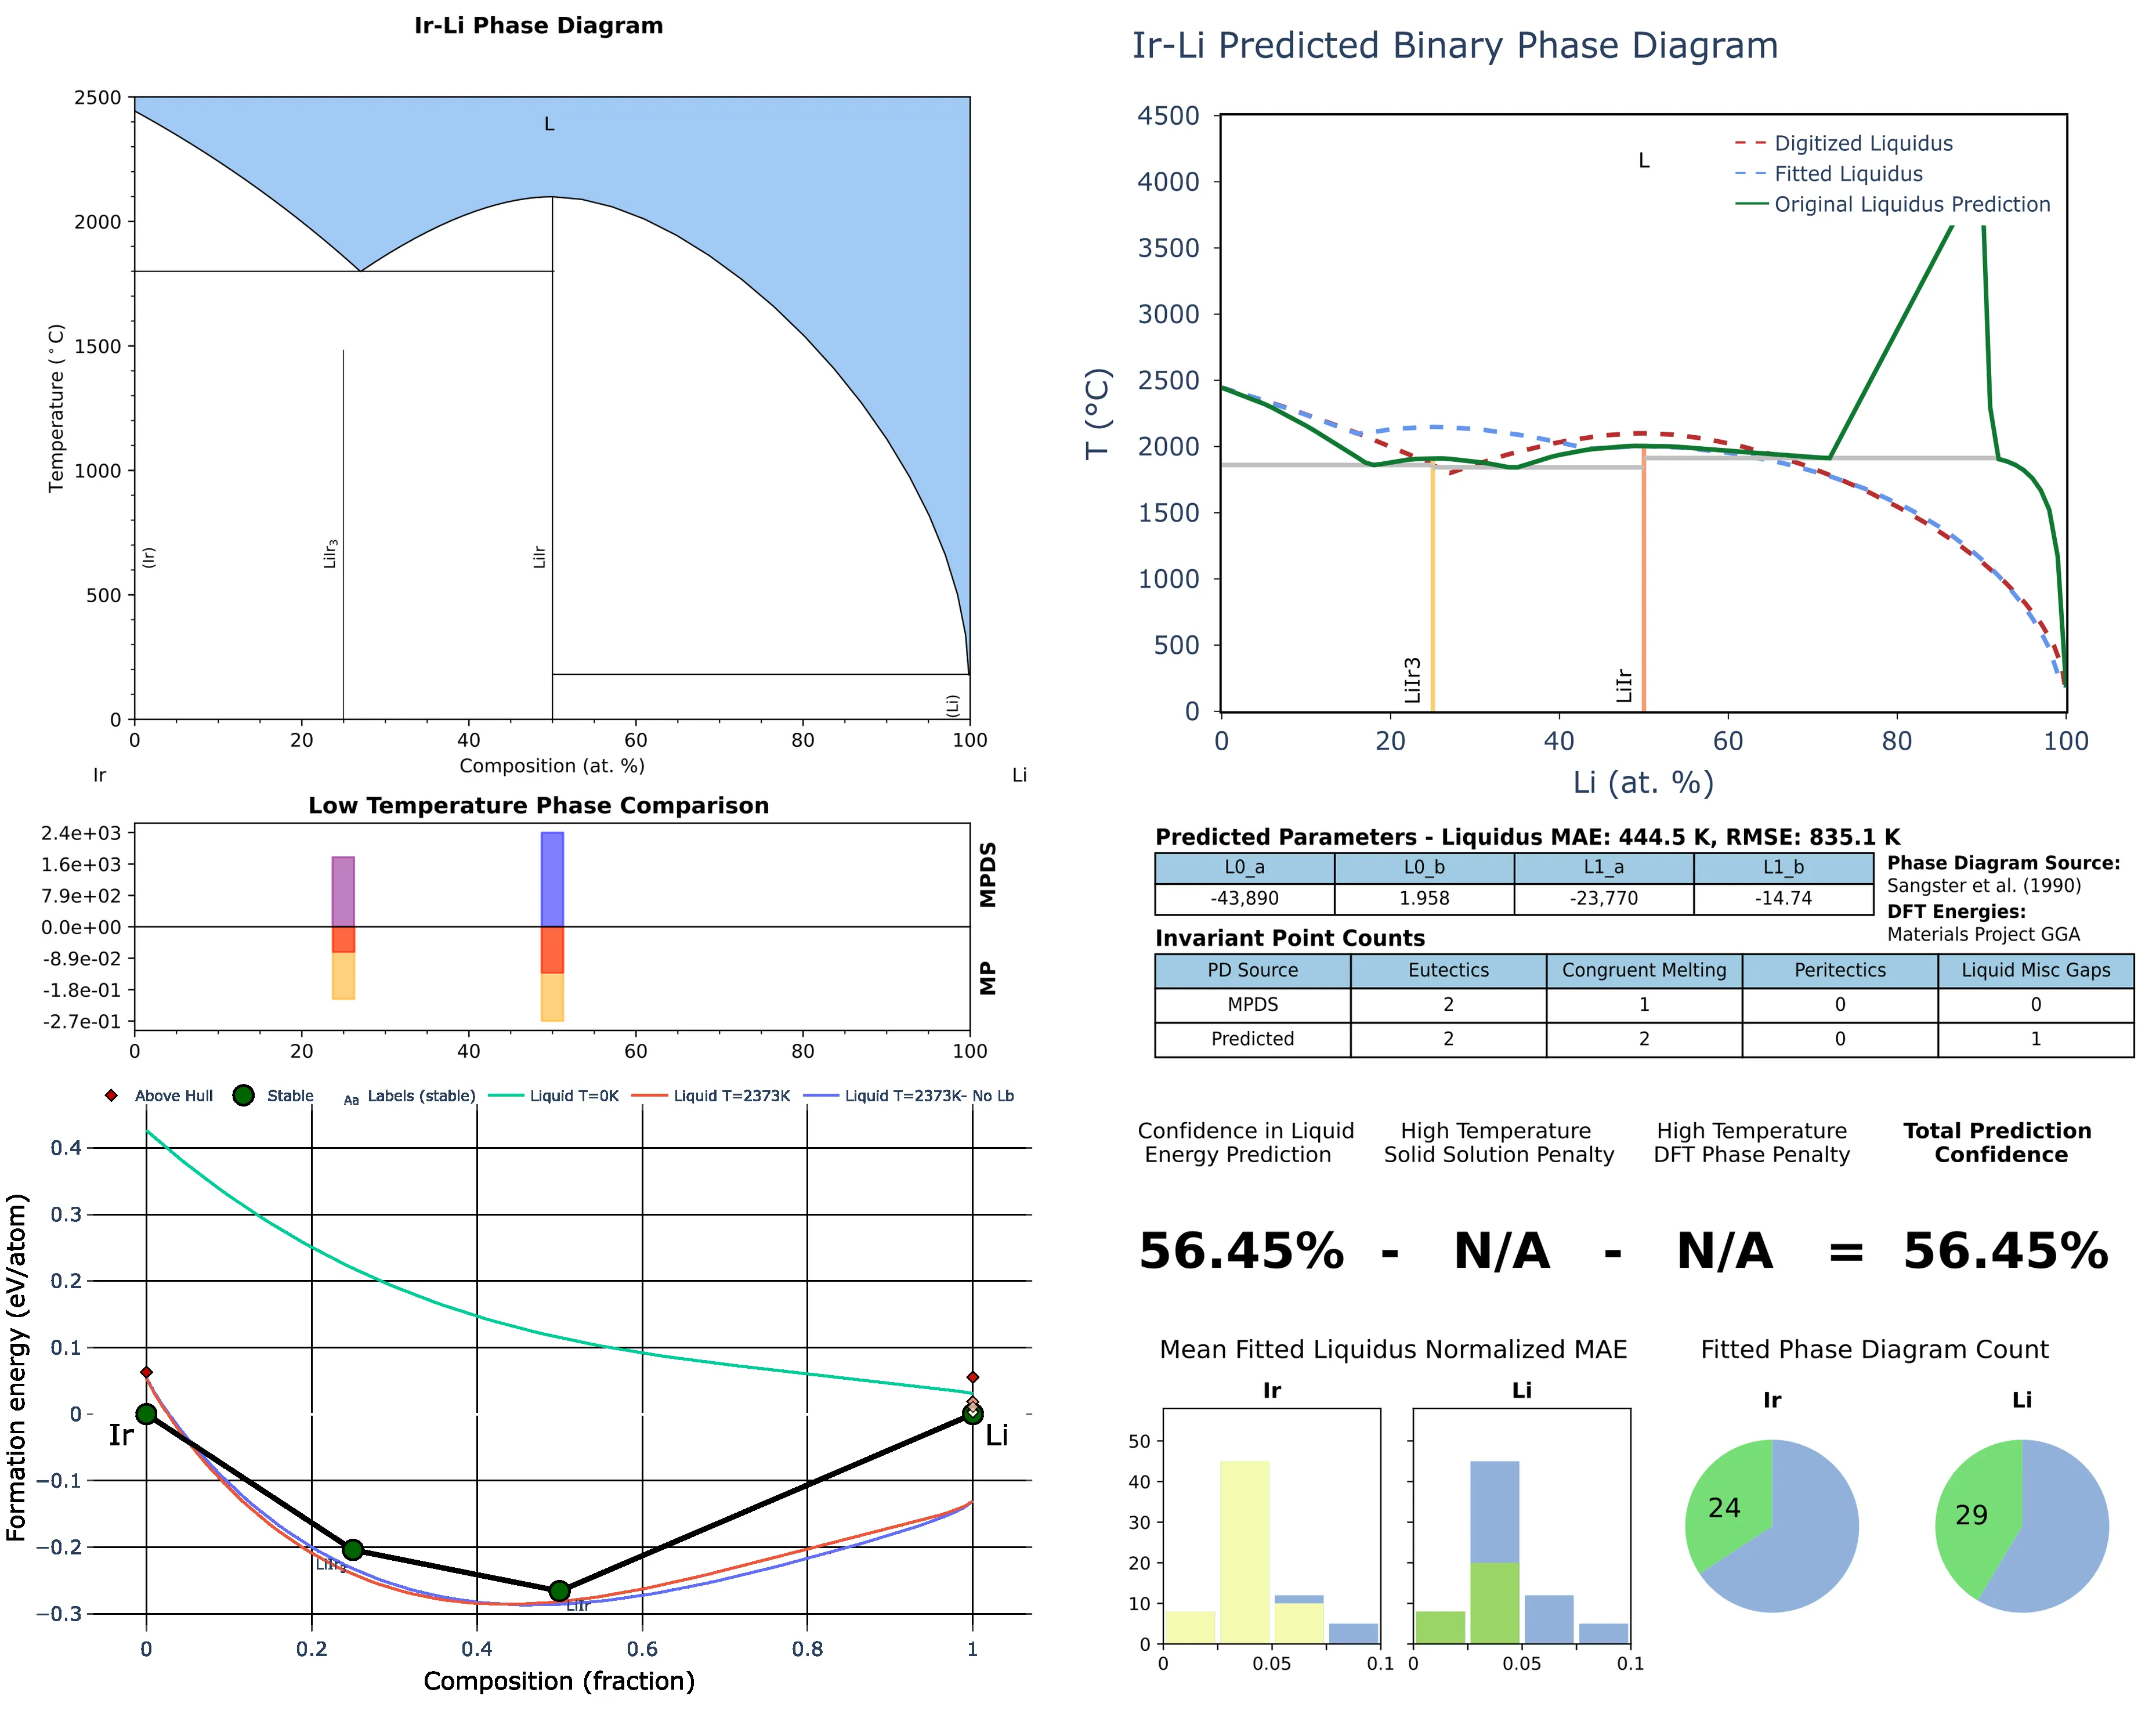 Ir-Li Phase Diagram
2500
2000
1500
1000
500
0
Temperature (°C)
L
(Ir)
LiIr3
LiIr
(Li)
0 20 40 60 80 100
Composition (at. %)
Ir Li
Low Temperature Phase Comparison
2.4e+03
1.6e+03
7.9e+02
0.0e+00
-8.9e-02
-1.8e-01
-2.7e-01
MPDS
MP
0 20 40 60 80 100
Above Hull Stable Aa Labels (stable) Liquid T=0K Liquid T=2373K Liquid T=2373K- No Lb
0.4
0.3
0.2
0.1
0
−0.1
−0.2
−0.3
Formation energy (eV/atom)
Ir
Li
LiIr3
LiIr
0 0.2 0.4 0.6 0.8 1
Composition (fraction)
Ir-Li Predicted Binary Phase Diagram
4500
4000
3500
3000
2500
2000
1500
1000
500
0
T (°C)
L
Digitized Liquidus
Fitted Liquidus
Original Liquidus Prediction
LiIr3
LiIr
0 20 40 60 80 100
Li (at. %)
Predicted Parameters - Liquidus MAE: 444.5 K, RMSE: 835.1 K
L0_a L0_b L1_a L1_b
-43,890 1.958 -23,770 -14.74
Phase Diagram Source:
Sangster et al. (1990)
DFT Energies:
Materials Project GGA
Invariant Point Counts
PD Source Eutectics Congruent Melting Peritectics Liquid Misc Gaps
MPDS 2 1 0 0
Predicted 2 2 0 1
Confidence in Liquid
Energy Prediction
High Temperature
Solid Solution Penalty
High Temperature
DFT Phase Penalty
Total Prediction
Confidence
56.45% - N/A - N/A = 56.45%
Mean Fitted Liquidus Normalized MAE
Ir
Li
50
40
30
20
10
0
0 0.05 0.1
0 0.05 0.1
Fitted Phase Diagram Count
Ir
Li
24
29